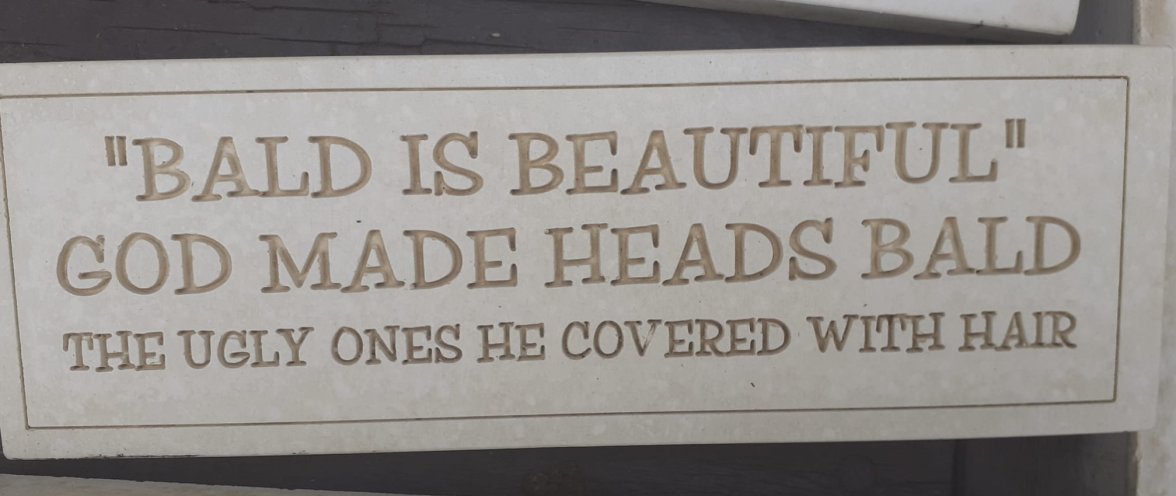 "BALD IS BEAUTIFUL"
GOD MADE HEADS BALD
THE UGLY ONES HE COVERED WITH HAIR